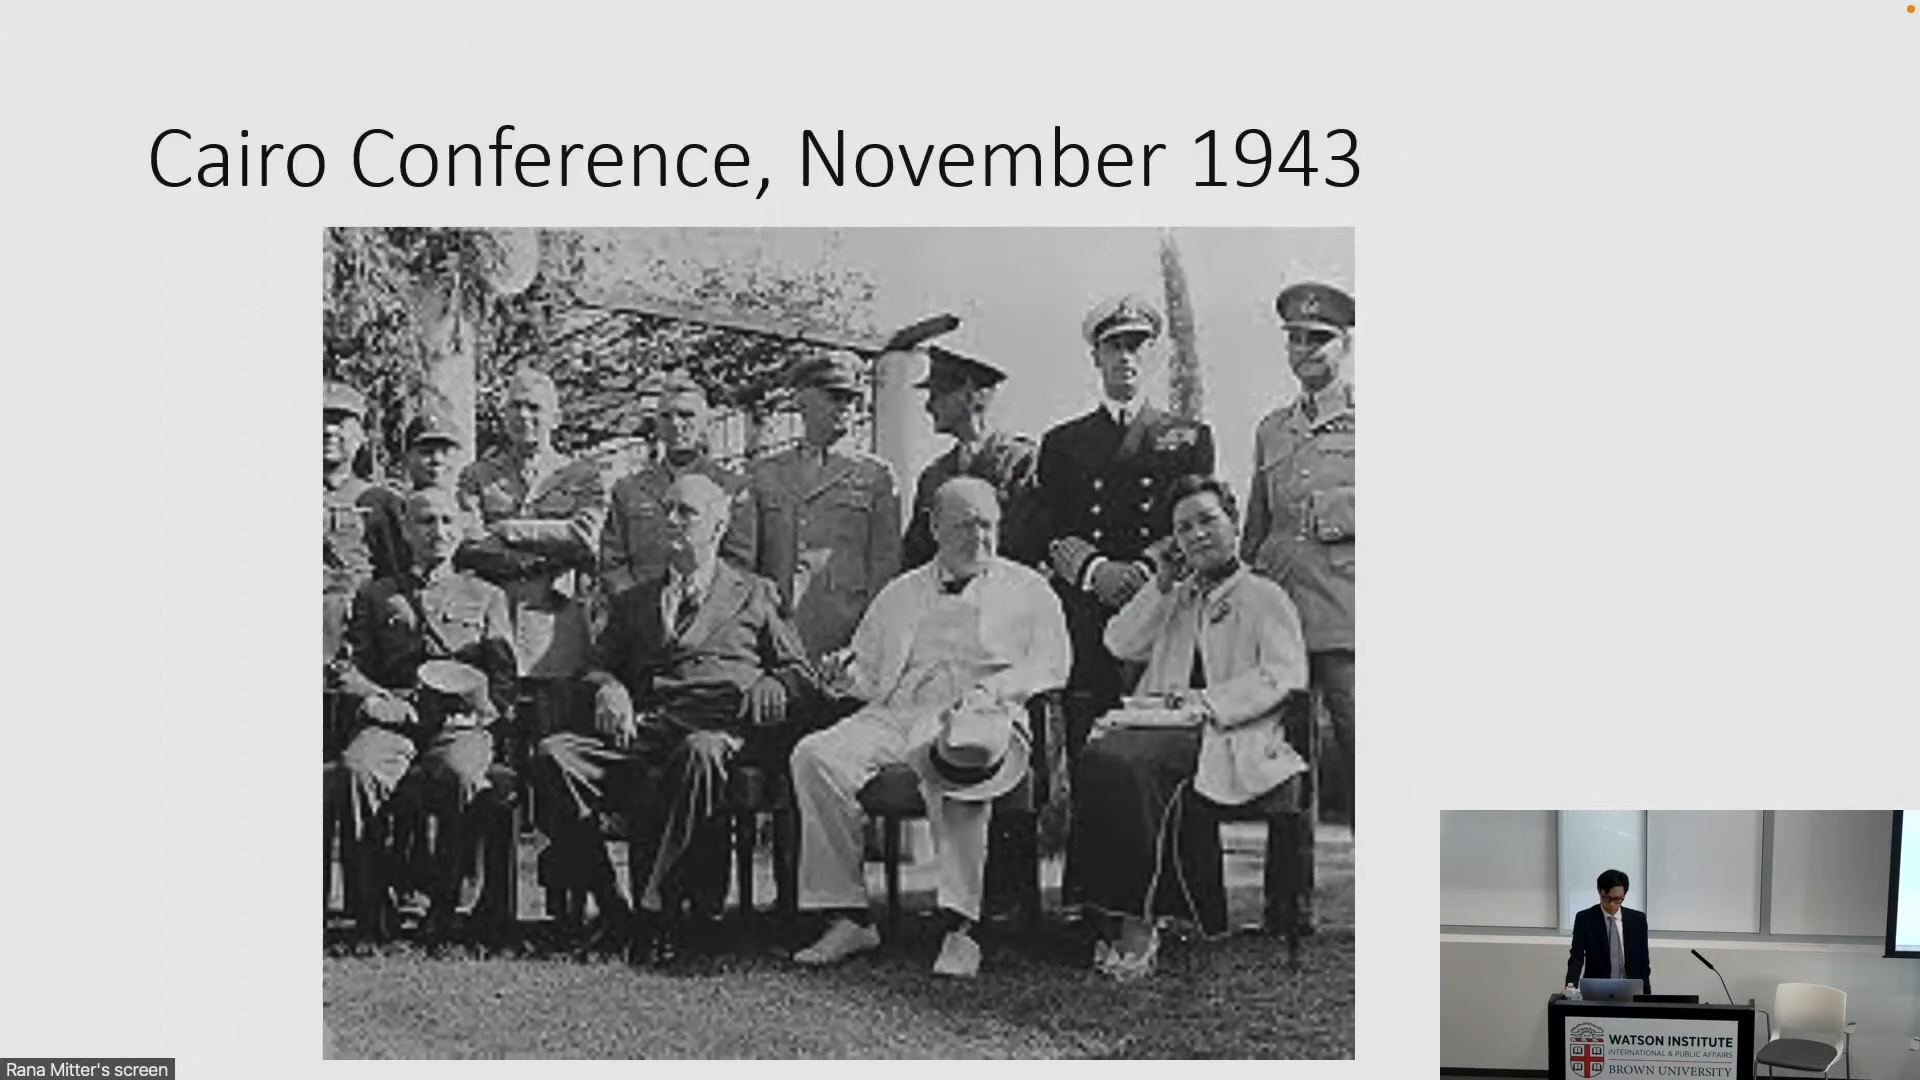 Cairo Conference, November 1943
WATSON INSTITUTE
INTERNATIONAL & PUBLIC AFFAIRS
BROWN UNIVERSITY
Rana Mitter's screen